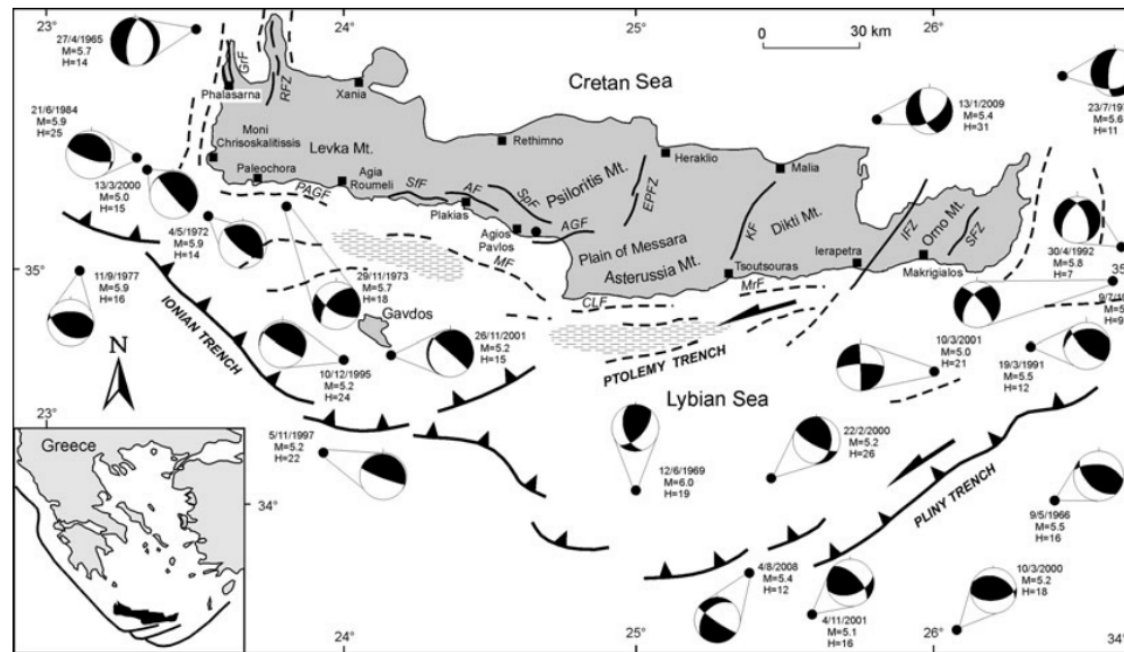 23°
24°
25°
26°
27/4/1965
M=5.7
H=14
GrF
RFZ
0 30 km
Cretan Sea
Phalasarna
Xania
23/7/197
M=5.6
H=11
13/1/2009
M=5.4
H=31
21/6/1984
M=5.9
H=25
Moni
Chrisoskalitissis
Levka Mt.
Rethimno
Heraklio
Malia
Paleochora
Agia
Roumeli
SfF
AF
SpF
Psiloritis Mt.
EPFZ
13/3/2000
M=5.0
H=15
PAGF
Plakias
AGF
KF
Dikti Mt.
IFZ
Orno Mt.
SFZ
Agios
Pavlos
Plain of Messara
Ierapetra
Makrigialos
4/5/1972
M=5.9
H=14
MF
Asterussia Mt.
Tsoutsouras
30/4/1992
M=5.8
H=7
35°
35
11/9/1977
M=5.9
H=16
29/11/1973
M=5.7
H=18
CLF
MrF
IONIAN TRENCH
Gavdos
26/11/2001
M=5.2
H=15
10/12/1995
M=5.2
H=24
PTOLEMY TRENCH
10/3/2001
M=5.0
H=21
19/3/1991
M=5.5
H=12
N
Lybian Sea
23°
Greece
5/11/1997
M=5.2
H=22
22/2/2000
M=5.2
H=26
12/6/1969
M=6.0
H=19
PLINY TRENCH
34°
9/5/1966
M=5.5
H=16
4/8/2008
M=5.4
H=12
10/3/2000
M=5.2
H=18
4/11/2001
M=5.1
H=16
24°
25°
26°
34°